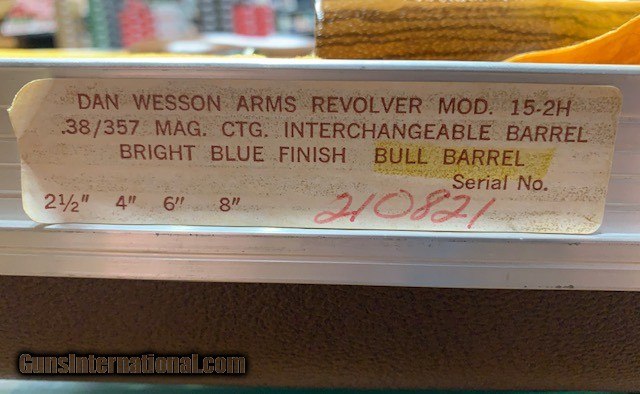 DAN WESSON ARMS REVOLVER MOD. 15-2H
.38/357 MAG. CTG. INTERCHANGEABLE BARREL
BRIGHT BLUE FINISH BULL BARREL
Serial No.
2½" 4" 6" 8" 210821
GunsInternational.com